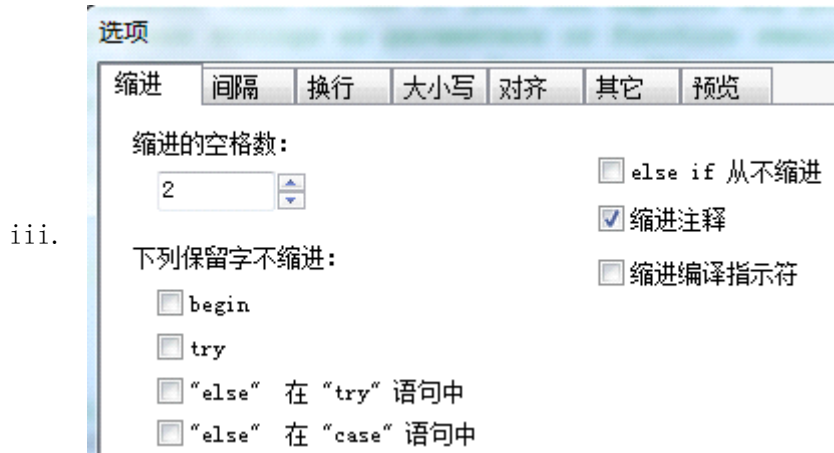 选项
缩进 间隔 换行 大小写 对齐 其它 预览
缩进的空格数:
2
else if 从不缩进
缩进注释
iii.
下列保留字不缩进:
缩进编译指示符
begin
try
"else" 在 "try" 语句中
"else" 在 "case" 语句中